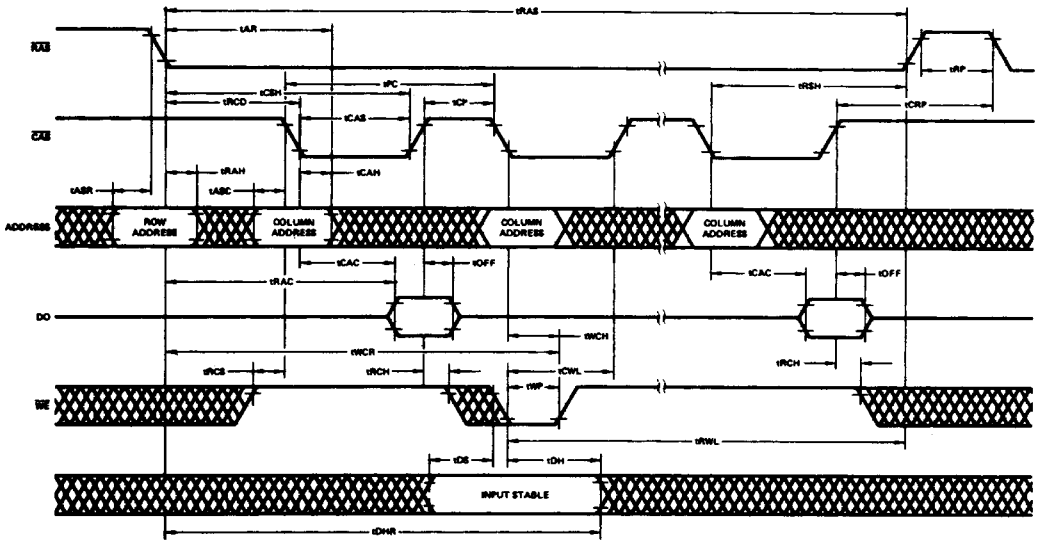 tRAS
tAR
RAS
tRP
tPC
tRSH
tCSH
tCP
tCRP
tRCD
tCAS
CAS
tRAH
tCAH
tASR
tASC
ADDRESS
ROW ADDRESS
COLUMN ADDRESS
COLUMN ADDRESS
COLUMN ADDRESS
tCAC
tOFF
tCAC
tOFF
tRAC
DO
tWCH
tWCR
tRCH
tRCS
tRCH
tCWL
tWP
WE
tRWL
tDS
tDH
INPUT STABLE
tDHR